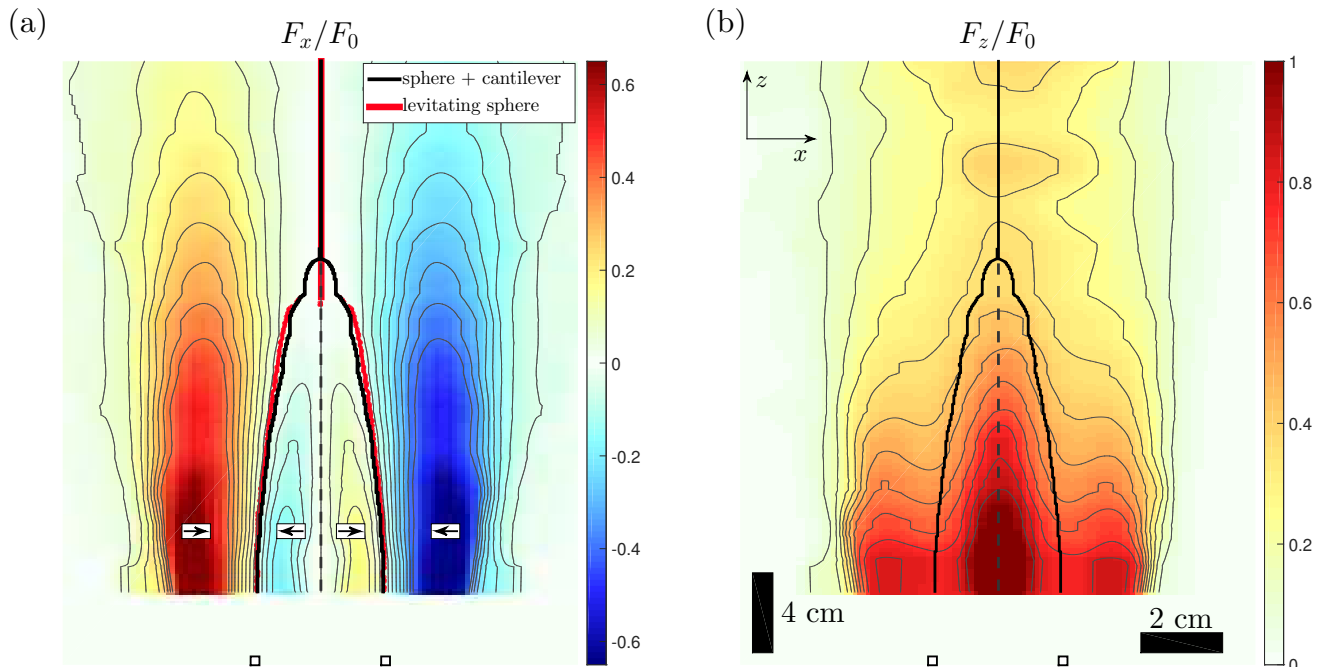 (a)
F_x/F_0
sphere + cantilever
levitating sphere
0.6
0.4
0.2
0
-0.2
-0.4
-0.6
(b)
F_z/F_0
z
x
4 cm
2 cm
1
0.8
0.6
0.4
0.2
0